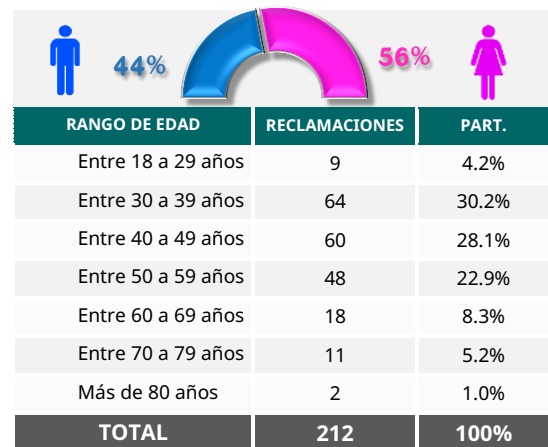 44% 56%
RANGO DE EDAD RECLAMACIONES PART.
Entre 18 a 29 años 9 4.2%
Entre 30 a 39 años 64 30.2%
Entre 40 a 49 años 60 28.1%
Entre 50 a 59 años 48 22.9%
Entre 60 a 69 años 18 8.3%
Entre 70 a 79 años 11 5.2%
Más de 80 años 2 1.0%
TOTAL 212 100%